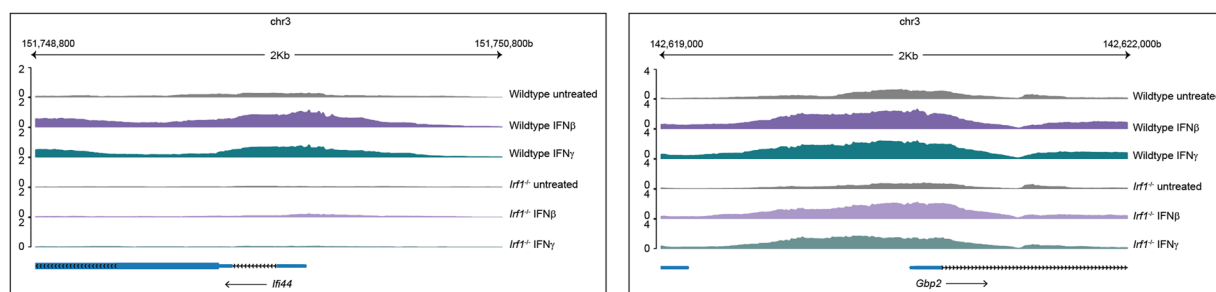 chr3
151,748,800 151,750,800b
2Kb
2
0 Wildtype untreated
2
0 Wildtype IFNβ
2
0 Wildtype IFNγ
2
0 Irf1-/- untreated
2
0 Irf1-/- IFNβ
2
0 Irf1-/- IFNγ
Ifi44
chr3
142,619,000 142,622,000b
2Kb
4
0 Wildtype untreated
4
0 Wildtype IFNβ
4
0 Wildtype IFNγ
4
0 Irf1-/- untreated
4
0 Irf1-/- IFNβ
4
0 Irf1-/- IFNγ
Gbp2